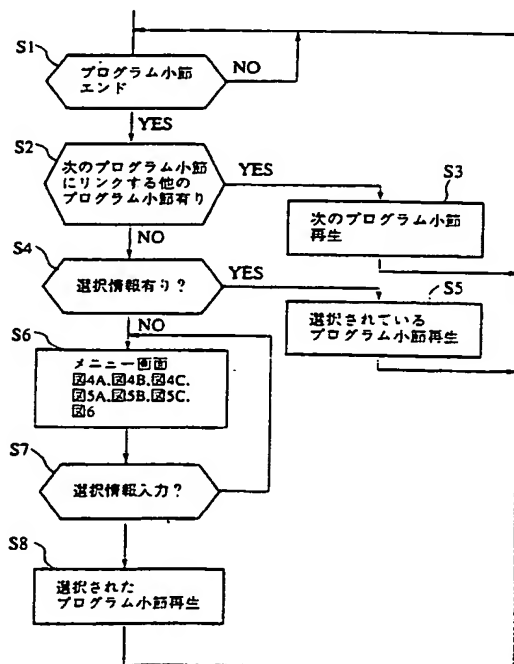 S1
プログラム小節
エンド
NO
YES
S2
次のプログラム小節
にリンクする他の
プログラム小節有り
YES
S3
次のプログラム小節
再生
NO
S4
選択情報有り？
YES
S5
選択されている
プログラム小節再生
NO
S6
メニュー画面
図4A.図4B.図4C.
図5A.図5B.図5C.
図6
S7
選択情報入力？
S8
選択された
プログラム小節再生